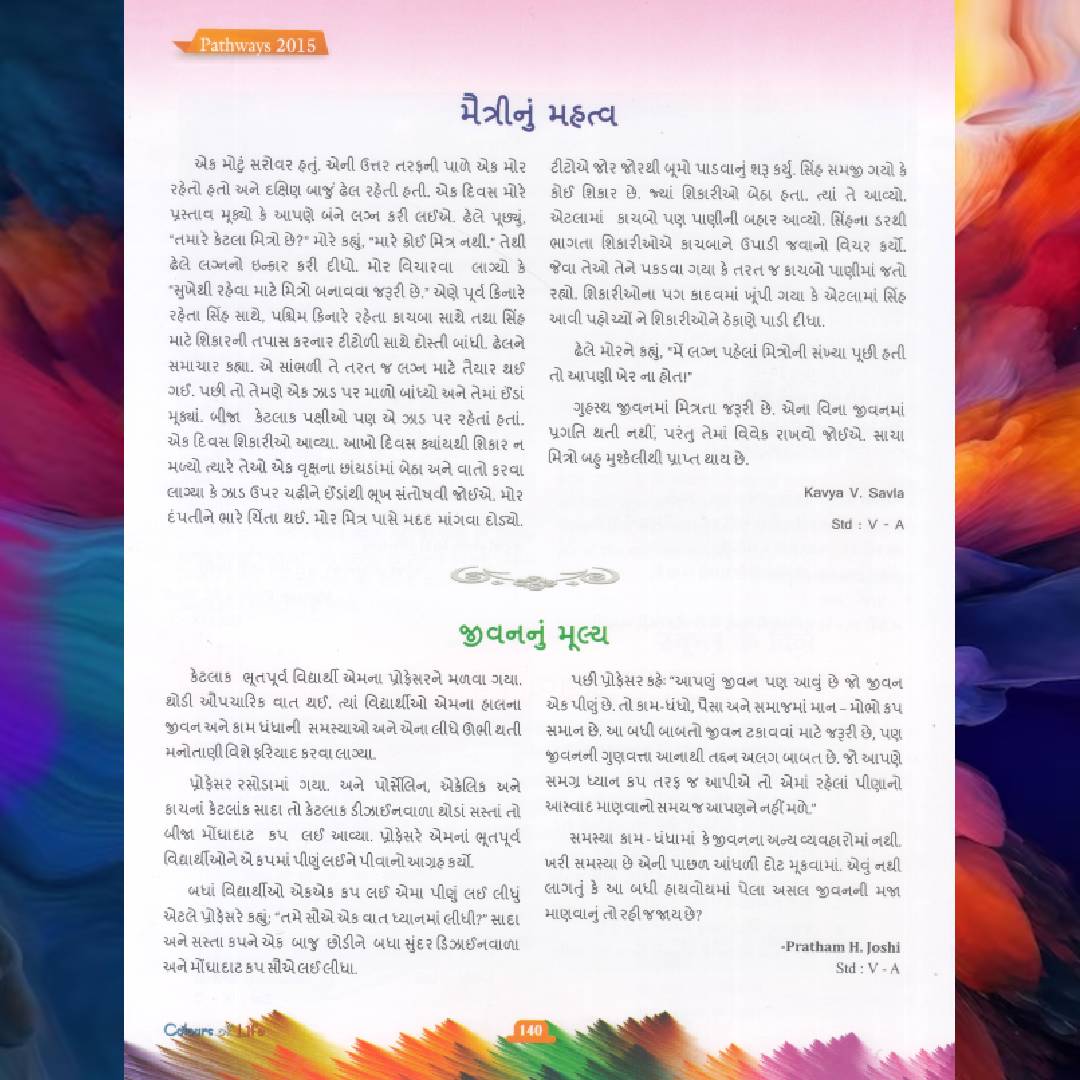 Pathways 2015
મૈત્રીનું મહત્વ
એક મોટું સરોવર હતું. એની ઉત્તર તરફની પાળે એક મોર
રહેતો હતો અને દક્ષિણ બાજું ઢેલ રહેતી હતી. એક દિવસ મોરે
પ્રસ્તાવ મૂક્યો કે આપણે બંને લગ્ન કરી લઈએ. ઢેલે પૂછ્યું,
"તમારે કેટલા મિત્રો છે?" મોરે કહ્યું, "મારે કોઈ મિત્ર નથી." તેથી
ઢેલે લગ્નનો ઇન્કાર કરી દીધો. મોર વિચારવા લાગ્યો કે
"સુખેથી રહેવા માટે મિત્રો બનાવવા જરૂરી છે." એણે પૂર્વ કિનારે
રહેતા સિંહ સાથે, પશ્ચિમ કિનારે રહેતા કાચબા સાથે તથા સિંહ
માટે શિકારની તપાસ કરનાર ટીટોળી સાથે દોસ્તી બાંધી. ઢેલને
સમાચાર કહ્યા. એ સાંભળી તે તરત જ લગ્ન માટે તૈયાર થઈ
ગઈ. પછી તો તેમણે એક ઝાડ પર માળો બાંધ્યો અને તેમાં ઈંડાં
મૂક્યાં. બીજા કેટલાક પક્ષીઓ પણ એ ઝાડ પર રહેતાં હતાં.
એક દિવસ શિકારીઓ આવ્યા. આખો દિવસ ક્યાંયથી શિકાર ન
મળ્યો ત્યારે તેઓ એક વૃક્ષના છાંયડાંમાં બેઠા અને વાતો કરવા
લાગ્યા કે ઝાડ ઉપર ચઢીને ઈંડાંથી ભૂખ સંતોષવી જોઈએ. મોર
દંપતીને ભારે ચિંતા થઈ. મોર મિત્ર પાસે મદદ માંગવા દોડ્યો.
ટીટોએ જોર જોરથી બૂમો પાડવાનું શરૂ કર્યુ. સિંહ સમજી ગયો કે
કોઈ શિકાર છે. જ્યાં શિકારીઓ બેઠા હતા. ત્યાં તે આવ્યો.
એટલામાં કાચબો પણ પાણીની બહાર આવ્યો. સિંહના ડરથી
ભાગતા શિકારીઓએ કાચબાને ઉપાડી જવાનો વિચર કર્યો.
જેવા તેઓ તેને પકડવા ગયા કે તરત જ કાચબો પાણીમાં જતો
રહ્યો. શિકારીઓના પગ કાદવમાં ખૂંપી ગયા કે એટલામાં સિંહ
આવી પહોચ્યોં ને શિકારીઓને ઠેકાણે પાડી દીધા.
ઢેલે મોરને કહ્યું, "મેં લગ્ન પહેલાં મિત્રોની સંખ્યા પૂછી હતી
તો આપણી ખેર ના હોત!"
ગૃહસ્થ જીવનમાં મિત્રતા જરૂરી છે. એના વિના જીવનમાં
પ્રગતિ થતી નથી, પરંતુ તેમાં વિવેક રાખવો જોઈએ. સાચા
મિત્રો બહુ મુશ્કેલીથી પ્રાપ્ત થાય છે.
Kavya V. Savla
Std : V - A
જીવનનું મૂલ્ય
કેટલાક ભૂતપૂર્વ વિદ્યાર્થી એમના પ્રોફેસરને મળવા ગયા.
થોડી ઔપચારિક વાત થઈ. ત્યાં વિદ્યાર્થીઓ એમના હાલના
જીવન અને કામ ધંધાની સમસ્યાઓ અને એના લીધે ઊભી થતી
મનોતાણી વિશે ફરિયાદ કરવા લાગ્યા.
પ્રોફેસર રસોડામાં ગયા. અને પોર્સેલિન, એક્રેલિક અને
કાચનાં કેટલાંક સાદા તો કેટલાક ડીઝાઈનવાળા થોડાં સસ્તાં તો
બીજા મોંઘાદાટ કપ લઈ આવ્યા. પ્રોફેસરે એમનાં ભૂતપૂર્વ
વિદ્યાર્થીઓને એ કપમાં પીણું લઈને પીવાનો આગ્રહ કર્યો.
બધાં વિદ્યાર્થીઓ એકએક કપ લઈ એમા પીણું લઈ લીધું
એટલે પ્રોફેસરે કહ્યું; "તમે સૌએ એક વાત ધ્યાનમાં લીધી?" સાદા
અને સસ્તા કપને એક બાજુ છોડીને બધા સુંદર ડિઝાઈનવાળા
અને મોંઘાદાટ કપ સૌએ લઈ લીધા.
પછી પ્રોફેસર કહેઃ "આપણું જીવન પણ આવું છે જો જીવન
એક પીણું છે. તો કામ-ધંધો, પૈસા અને સમાજમાં માન – મોભો કપ
સમાન છે. આ બધી બાબતો જીવન ટકાવવાં માટે જરૂરી છે, પણ
જીવનની ગુણવત્તા આનાથી તદ્દન અલગ બાબત છે. જો આપણે
સમગ્ર ધ્યાન કપ તરફ જ આપીએ તો એમાં રહેલાં પીણાનો
આસ્વાદ માણવાનો સમય જ આપણને નહીં મળે."
સમસ્યા કામ - ધંધામાં કે જીવનના અન્ય વ્યવહારોમાં નથી.
ખરી સમસ્યા છે એની પાછળ આંધળી દોટ મૂકવામાં. એવું નથી
લાગતું કે આ બધી હાયવોયમાં પેલા અસલ જીવનની મજા
માણવાનું તો રહી જ જાય છે?
-Pratham H. Joshi
Std : V - A
Colours of Life
140